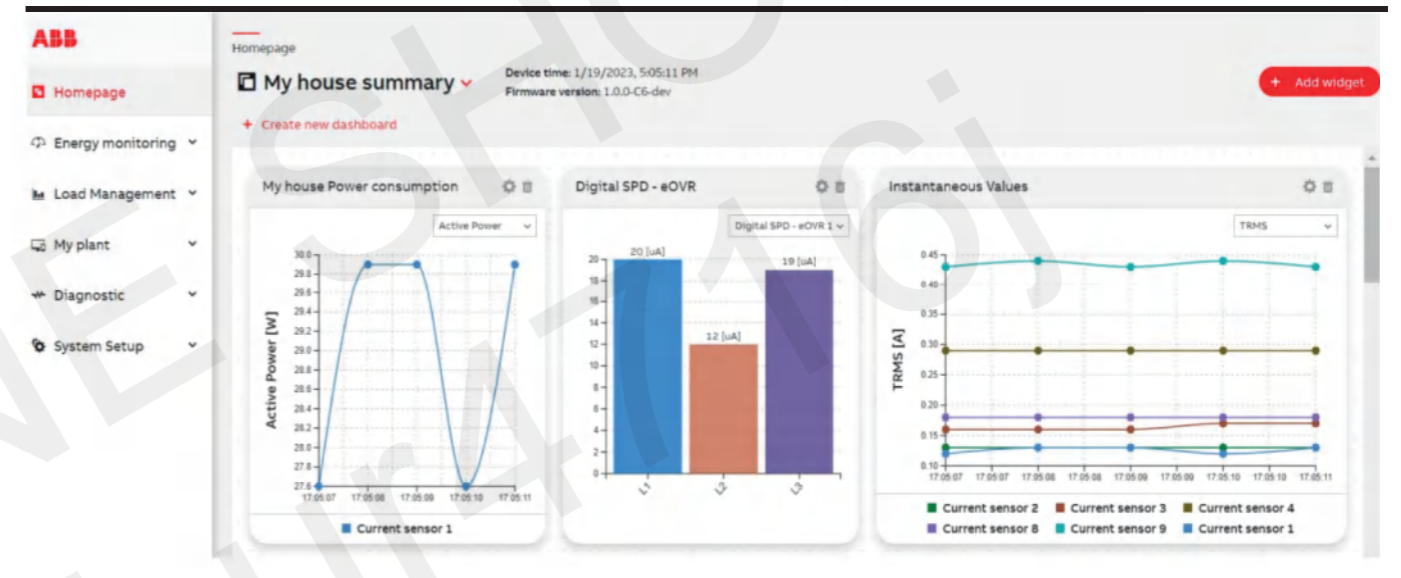 ABB
Homepage
Energy monitoring
Load Management
My plant
Diagnostic
System Setup
Homepage
My house summary
Device time: 1/19/2023, 5:05:11 PM
Firmware version: 1.0.0-C6-dev
+ Add widget
+ Create new dashboard
My house Power consumption
Active Power
Active Power [W]
30.0
29.8
29.6
29.4
29.2
29.0
28.8
28.6
28.4
28.2
28.0
27.8
27.6
17:05:07 17:05:08 17:05:09 17:05:10 17:05:11
Current sensor 1
Digital SPD - eOVR
Digital SPD - eOVR 1
20 [uA]
12 [uA]
19 [uA]
20
18
16
14
12
10
8
6
4
2
0
L1 L2 L3
Instantaneous Values
TRMS
TRMS [A]
0.45
0.40
0.35
0.30
0.25
0.20
0.15
0.10
17:05:07 17:05:07 17:05:08 17:05:08 17:05:09 17:05:09 17:05:10 17:05:10 17:05:11
Current sensor 2 Current sensor 3 Current sensor 4
Current sensor 8 Current sensor 9 Current sensor 1